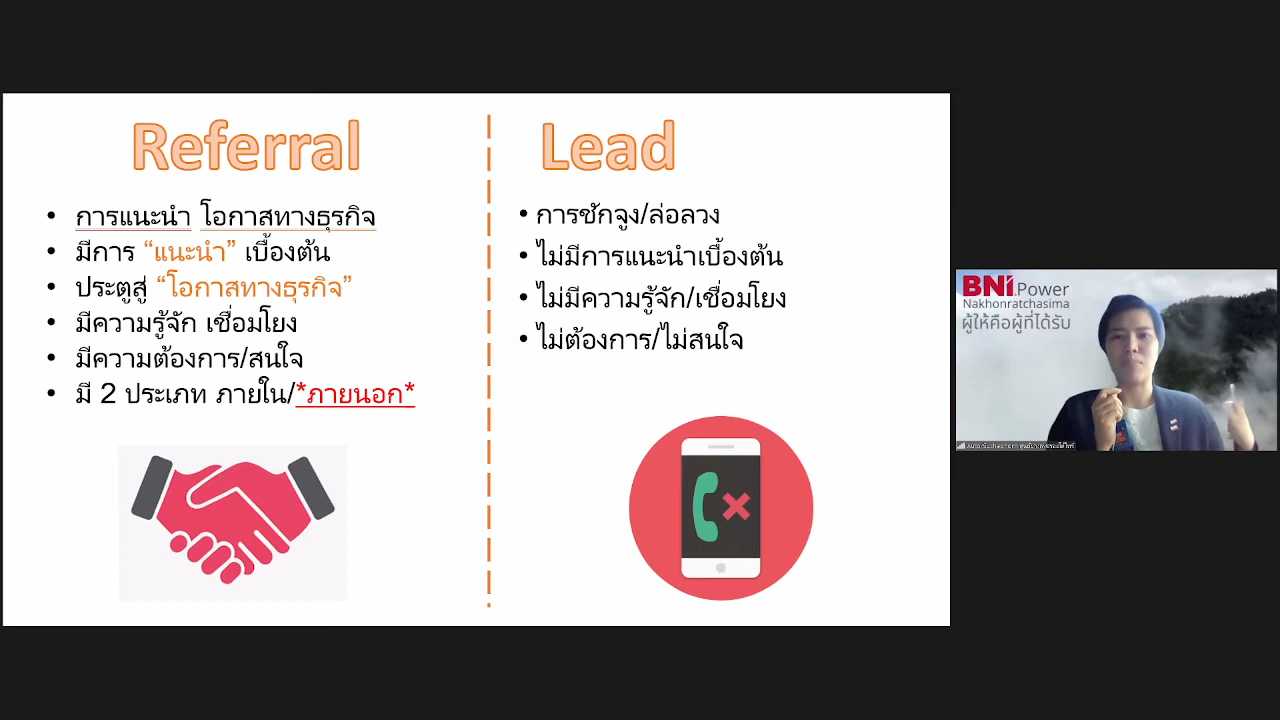 Referral
การแนะนำ โอกาสทางธุรกิจ
มีการ “แนะนำ” เบื้องต้น
ประตูสู่ “โอกาสทางธุรกิจ”
มีความรู้จัก เชื่อมโยง
มีความต้องการ/สนใจ
มี 2 ประเภท ภายใน/*ภายนอก*
Lead
การชักจูง/ล่อลวง
ไม่มีการแนะนำเบื้องต้น
ไม่มีความรู้จัก/เชื่อมโยง
ไม่ต้องการ/ไม่สนใจ
BNI.Power
Nakhonratchasima
ผู้ให้คือผู้ที่ได้รับ